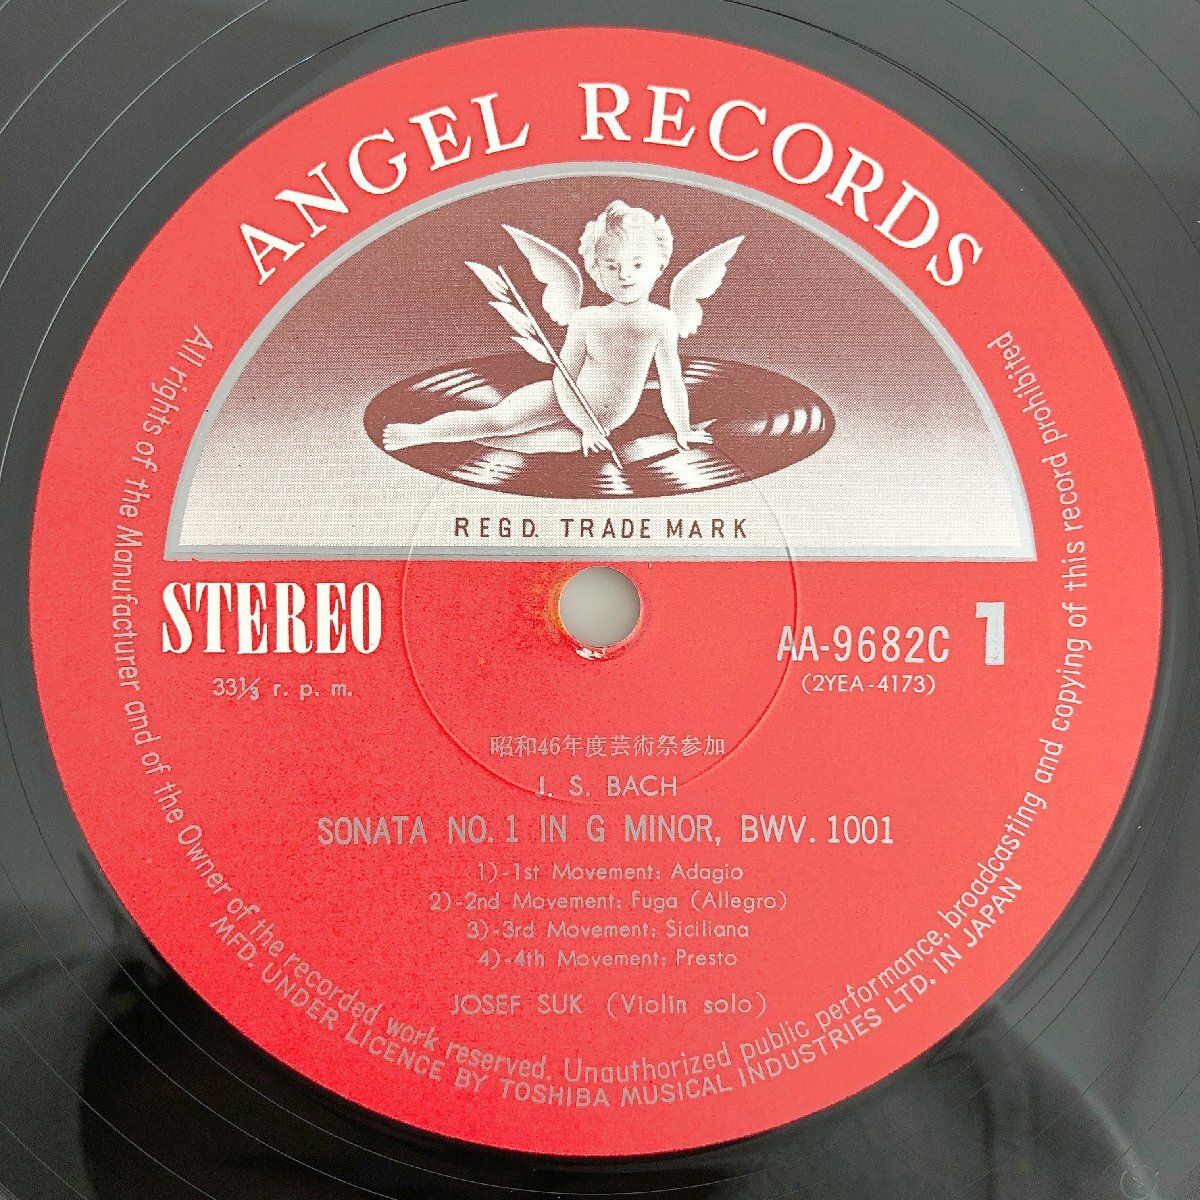 ANGEL RECORDS
REGD. TRADE MARK
STEREO
33⅓ r. p. m.
AA-9682C 1
(2YEA-4173)
昭和46年度芸術祭参加
J. S. BACH
SONATA NO. 1 IN G MINOR, BWV. 1001
1)-1st Movement: Adagio
2)-2nd Movement: Fuga (Allegro)
3)-3rd Movement: Siciliana
4)-4th Movement: Presto
JOSEF SUK (Violin solo)
All rights of the Manufacturer and of the Owner of the recorded work reserved. Unauthorized public performance, broadcasting and copying of this record prohibited
MFD. UNDER LICENCE BY TOSHIBA MUSICAL INDUSTRIES LTD. IN JAPAN